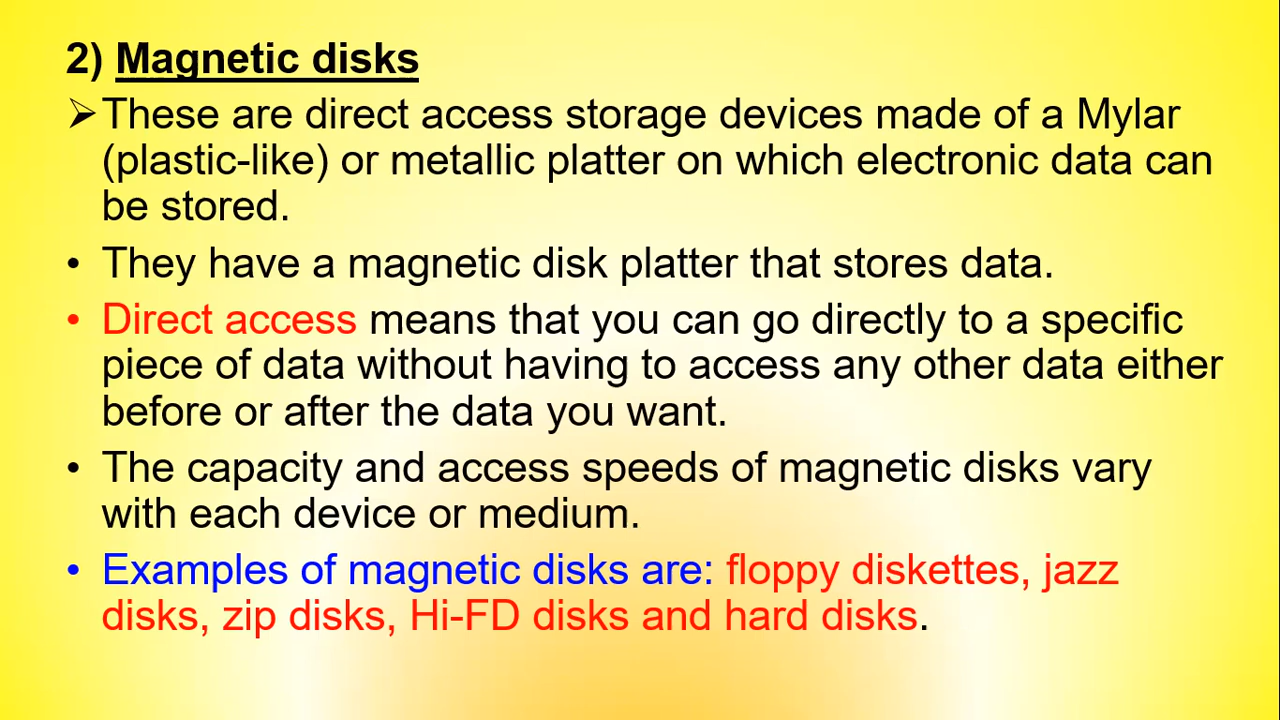 2) Magnetic disks
➢ These are direct access storage devices made of a Mylar
(plastic-like) or metallic platter on which electronic data can
be stored.
• They have a magnetic disk platter that stores data.
• Direct access means that you can go directly to a specific
piece of data without having to access any other data either
before or after the data you want.
• The capacity and access speeds of magnetic disks vary
with each device or medium.
• Examples of magnetic disks are: floppy diskettes, jazz
disks, zip disks, Hi-FD disks and hard disks.